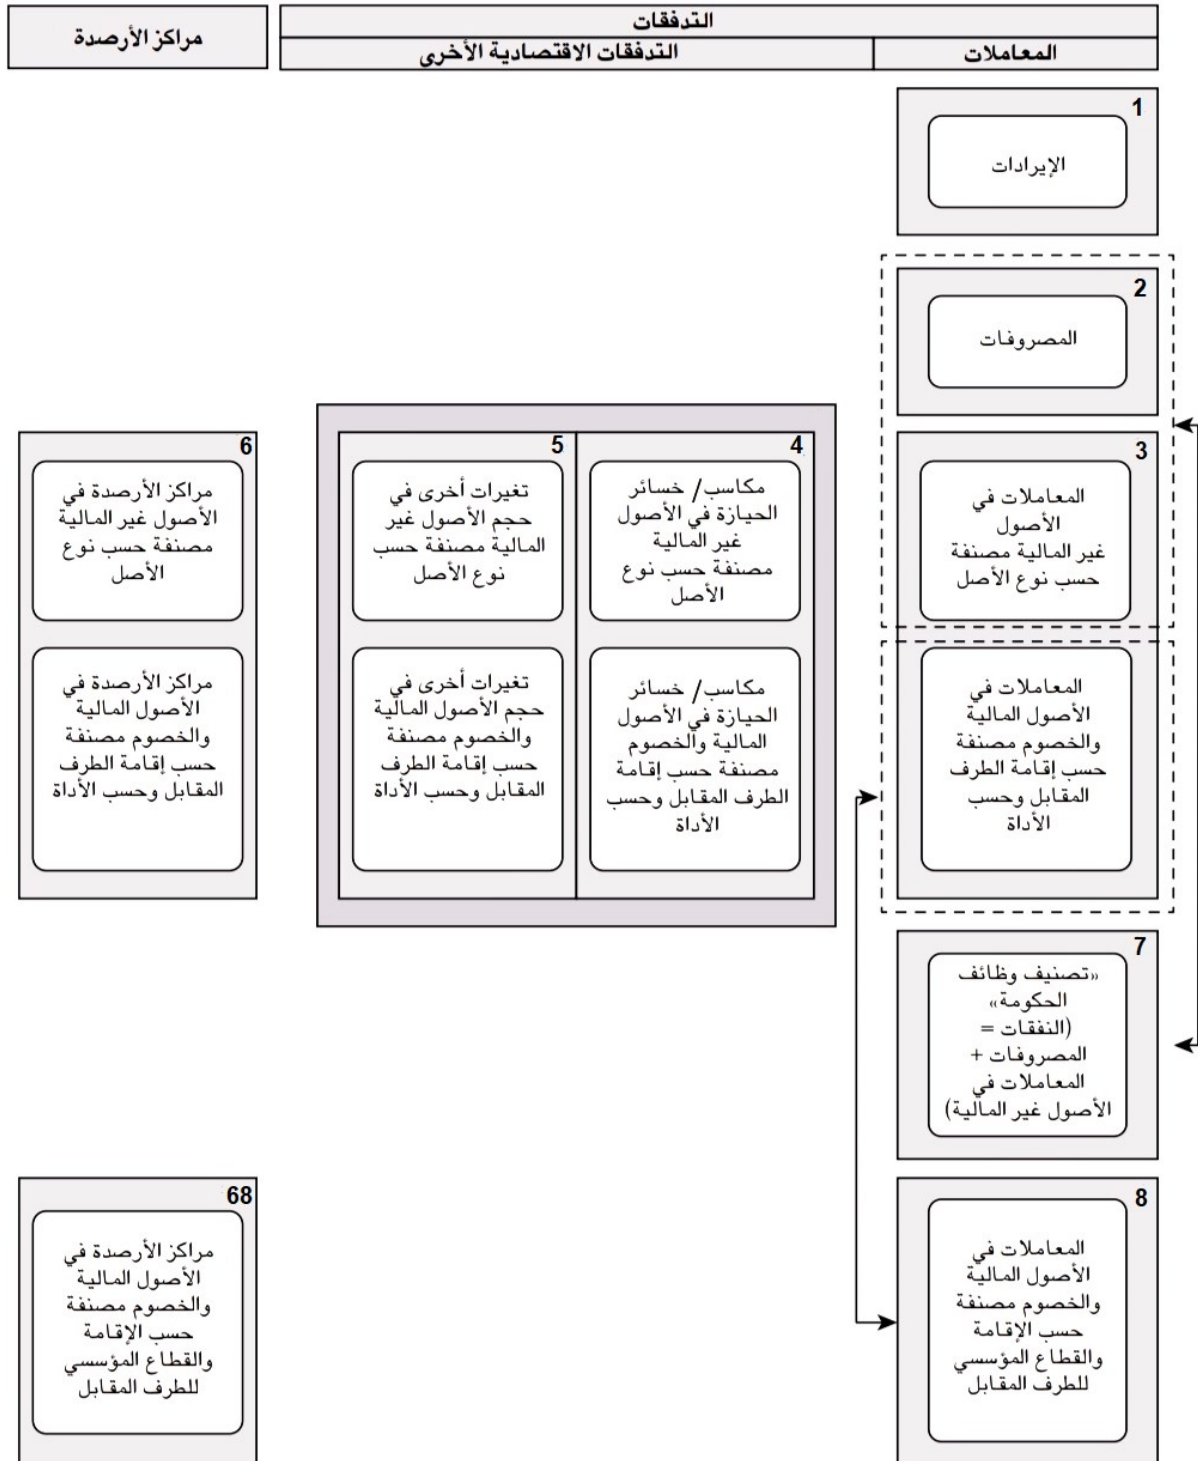 التدفقات
المعاملات
التدفقات الاقتصادية الأخرى
مراكز الأرصدة
1
الإيرادات
2
المصروفات
3
المعاملات في
الأصول
غير المالية مصنفة
حسب نوع الأصل
المعاملات في
الأصول المالية
والخصوم مصنفة
حسب إقامة الطرف
المقابل وحسب
الأداة
4
مكاسب/ خسائر
الحيازة في الأصول
غير المالية
مصنفة حسب نوع
الأصل
مكاسب/ خسائر
الحيازة في الأصول
المالية والخصوم
مصنفة حسب إقامة
الطرف المقابل وحسب
الأداة
5
تغيرات أخرى في
حجم الأصول غير
المالية مصنفة حسب
نوع الأصل
تغيرات أخرى في
حجم الأصول المالية
والخصوم مصنفة
حسب إقامة الطرف
المقابل وحسب الأداة
6
مراكز الأرصدة في
الأصول غير المالية
مصنفة حسب نوع
الأصل
مراكز الأرصدة في
الأصول المالية
والخصوم مصنفة
حسب إقامة الطرف
المقابل وحسب الأداة
7
«تصنيف وظائف
الحكومة»
(النفقات =
المصروفات +
المعاملات في
الأصول غير المالية)
8
المعاملات في
الأصول المالية
والخصوم مصنفة
حسب الإقامة
والقطاع المؤسسي
للطرف المقابل
68
مراكز الأرصدة في
الأصول المالية
والخصوم مصنفة
حسب الإقامة
والقطاع المؤسسي
للطرف المقابل